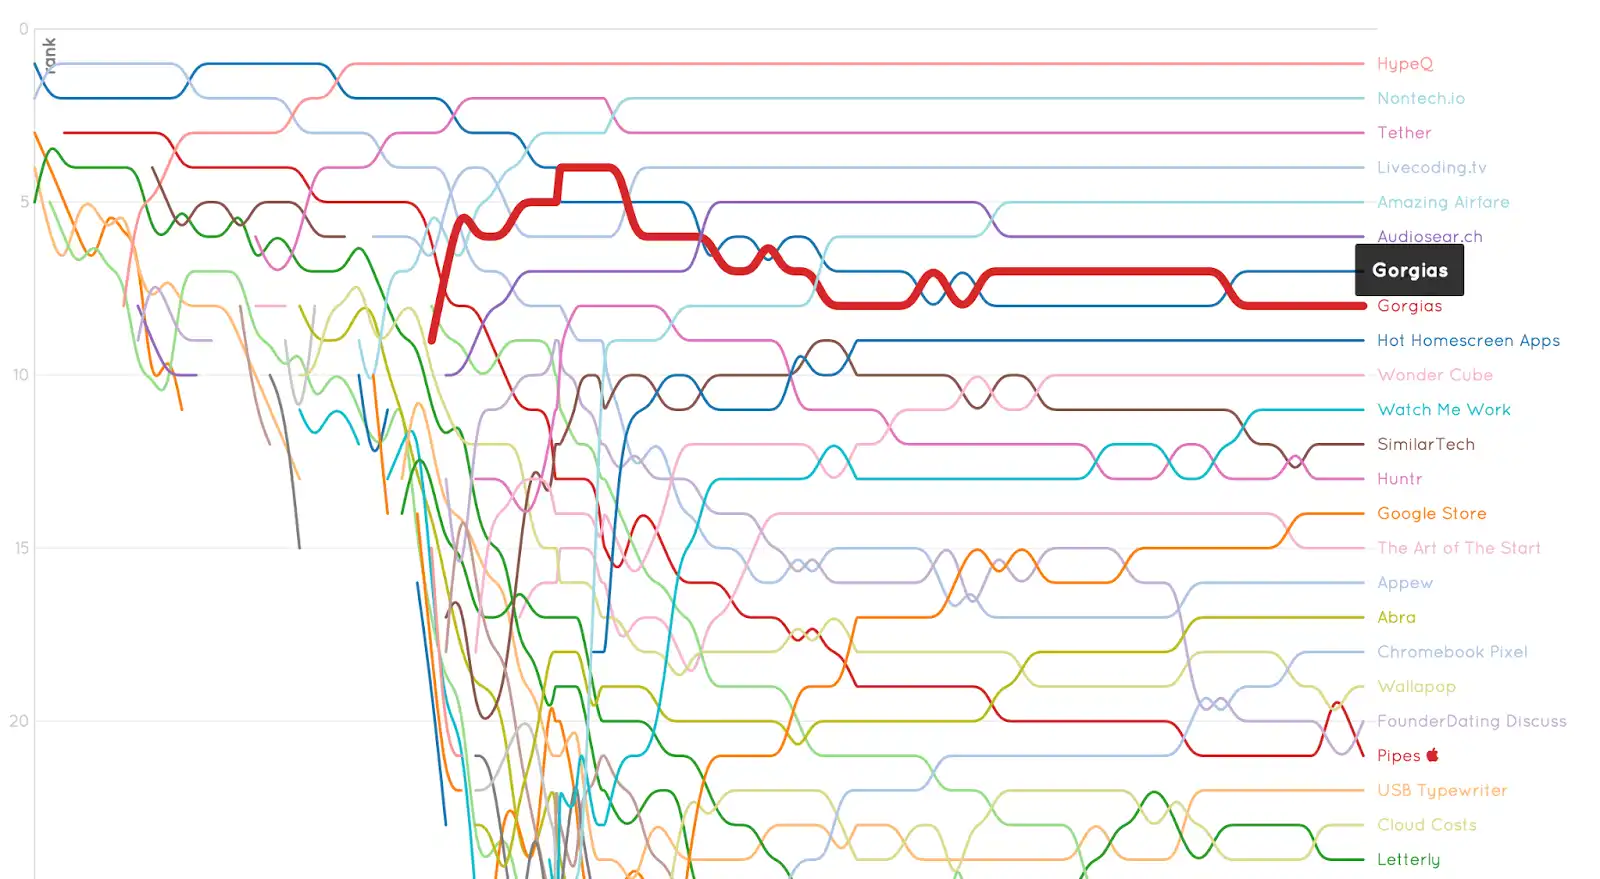 0
rank
HypeQ
Nontech.io
Tether
Livecoding.tv
5
Amazing Airfare
Audiosear.ch
Gorgias
Gorgias
Hot Homescreen Apps
10
Wonder Cube
Watch Me Work
SimilarTech
Huntr
Google Store
15
The Art of The Start
Appew
Abra
Chromebook Pixel
Wallapop
20
FounderDating Discuss
Pipes
USB Typewriter
Cloud Costs
Letterly